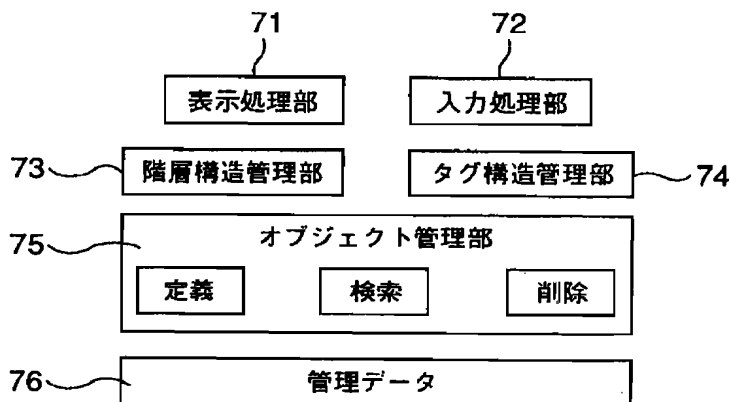 71
72
表示処理部
入力処理部
73
階層構造管理部
タグ構造管理部
74
75
オブジェクト管理部
定義
検索
削除
76
管理データ